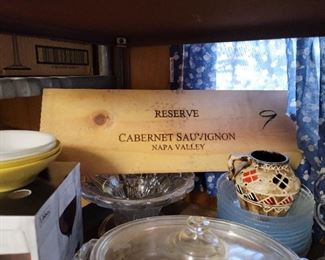 RESERVE
9
CABERNET SAUVIGNON
NAPA VALLEY